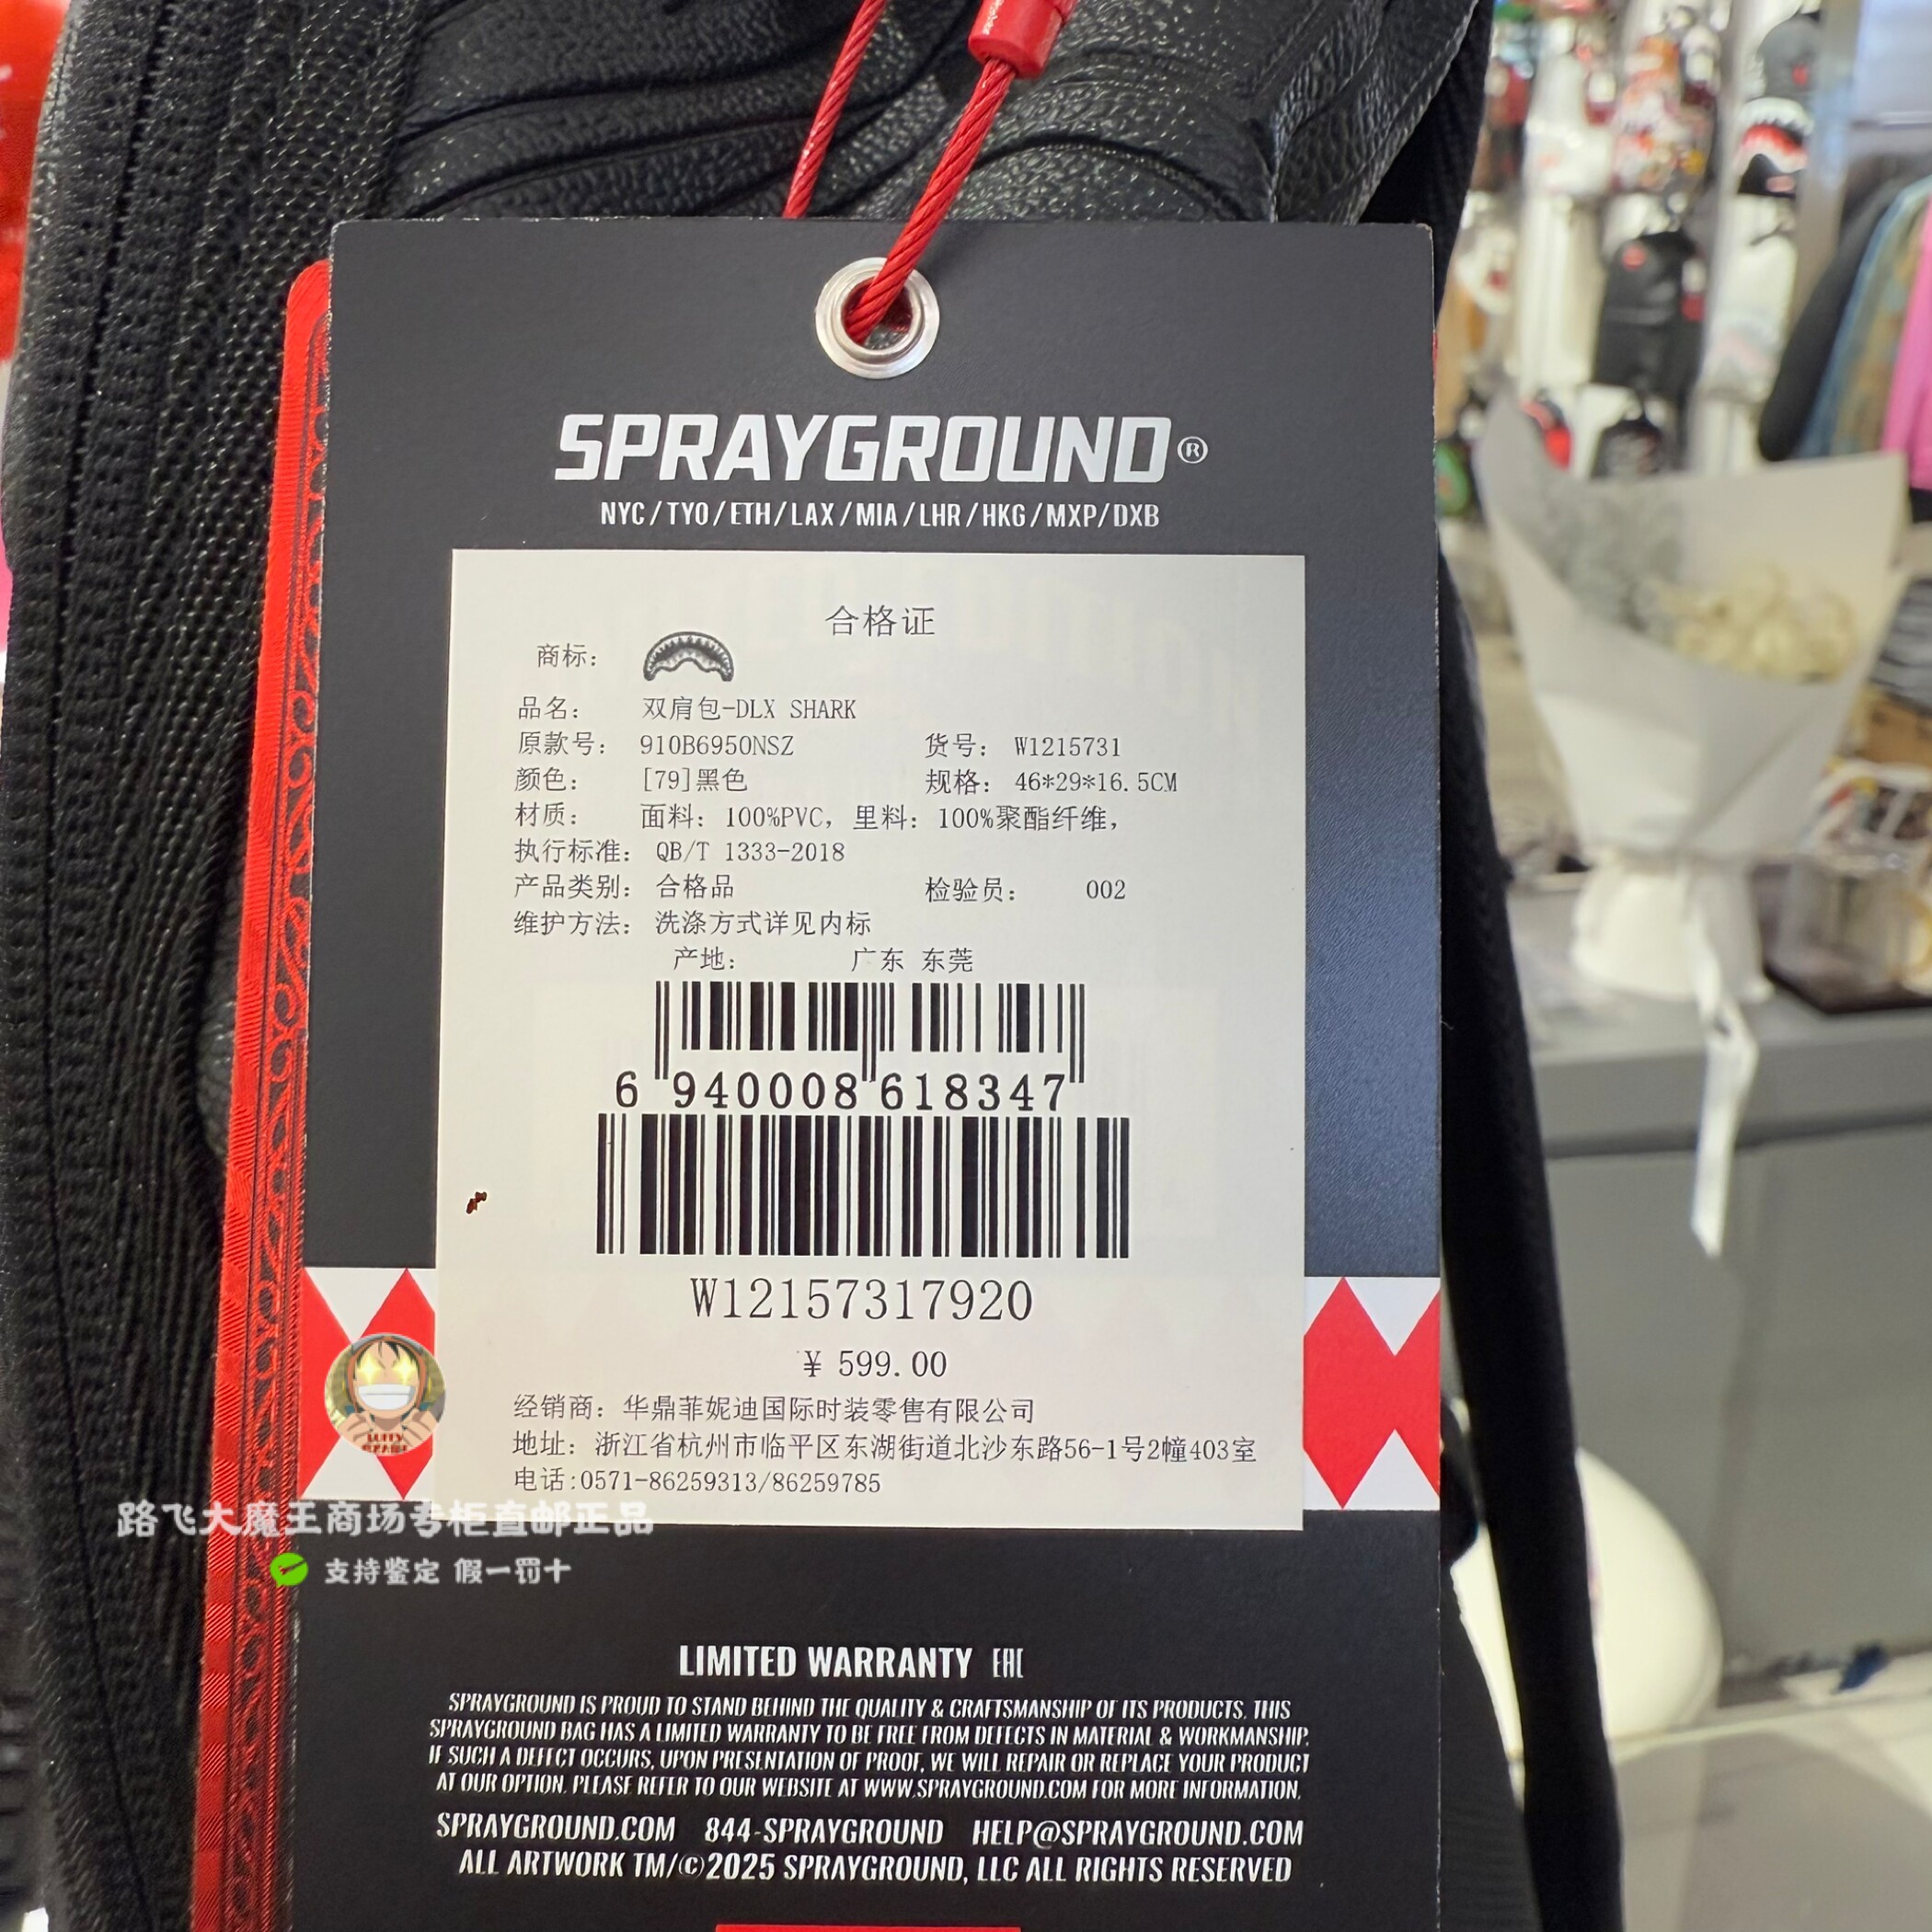 SPRAYGROUND®
NYC/TYO/ETH/LAX/MIA/LHR/HKG/MXP/DXB
合格证
商标：
品名： 双肩包-DLX SHARK
原款号： 910B6950NSZ 货号： W1215731
颜色： [79]黑色 规格： 46*29*16.5CM
材质： 面料：100%PVC，里料：100%聚酯纤维，
执行标准： QB/T 1333-2018
产品类别： 合格品 检验员： 002
维护方法： 洗涤方式详见内标
产地： 广东 东莞
6 940008 618347
W12157317920
¥ 599.00
经销商：华鼎菲妮迪国际时装零售有限公司
地址：浙江省杭州市临平区东湖街道北沙东路56-1号2幢403室
电话:0571-86259313/86259785
路飞大魔王商场专柜直邮正品
支持鉴定 假一罚十
LIMITED WARRANTY EAC
SPRAYGROUND IS PROUD TO STAND BEHIND THE QUALITY & CRAFTSMANSHIP OF ITS PRODUCTS. THIS
SPRAYGROUND BAG HAS A LIMITED WARRANTY TO BE FREE FROM DEFECTS IN MATERIAL & WORKMANSHIP.
IF SUCH A DEFECT OCCURS, UPON PRESENTATION OF PROOF, WE WILL REPAIR OR REPLACE YOUR PRODUCT
AT OUR OPTION. PLEASE REFER TO OUR WEBSITE AT WWW.SPRAYGROUND.COM FOR MORE INFORMATION.
SPRAYGROUND.COM 844-SPRAYGROUND HELP@SPRAYGROUND.COM
ALL ARTWORK TM/©2025 SPRAYGROUND, LLC ALL RIGHTS RESERVED